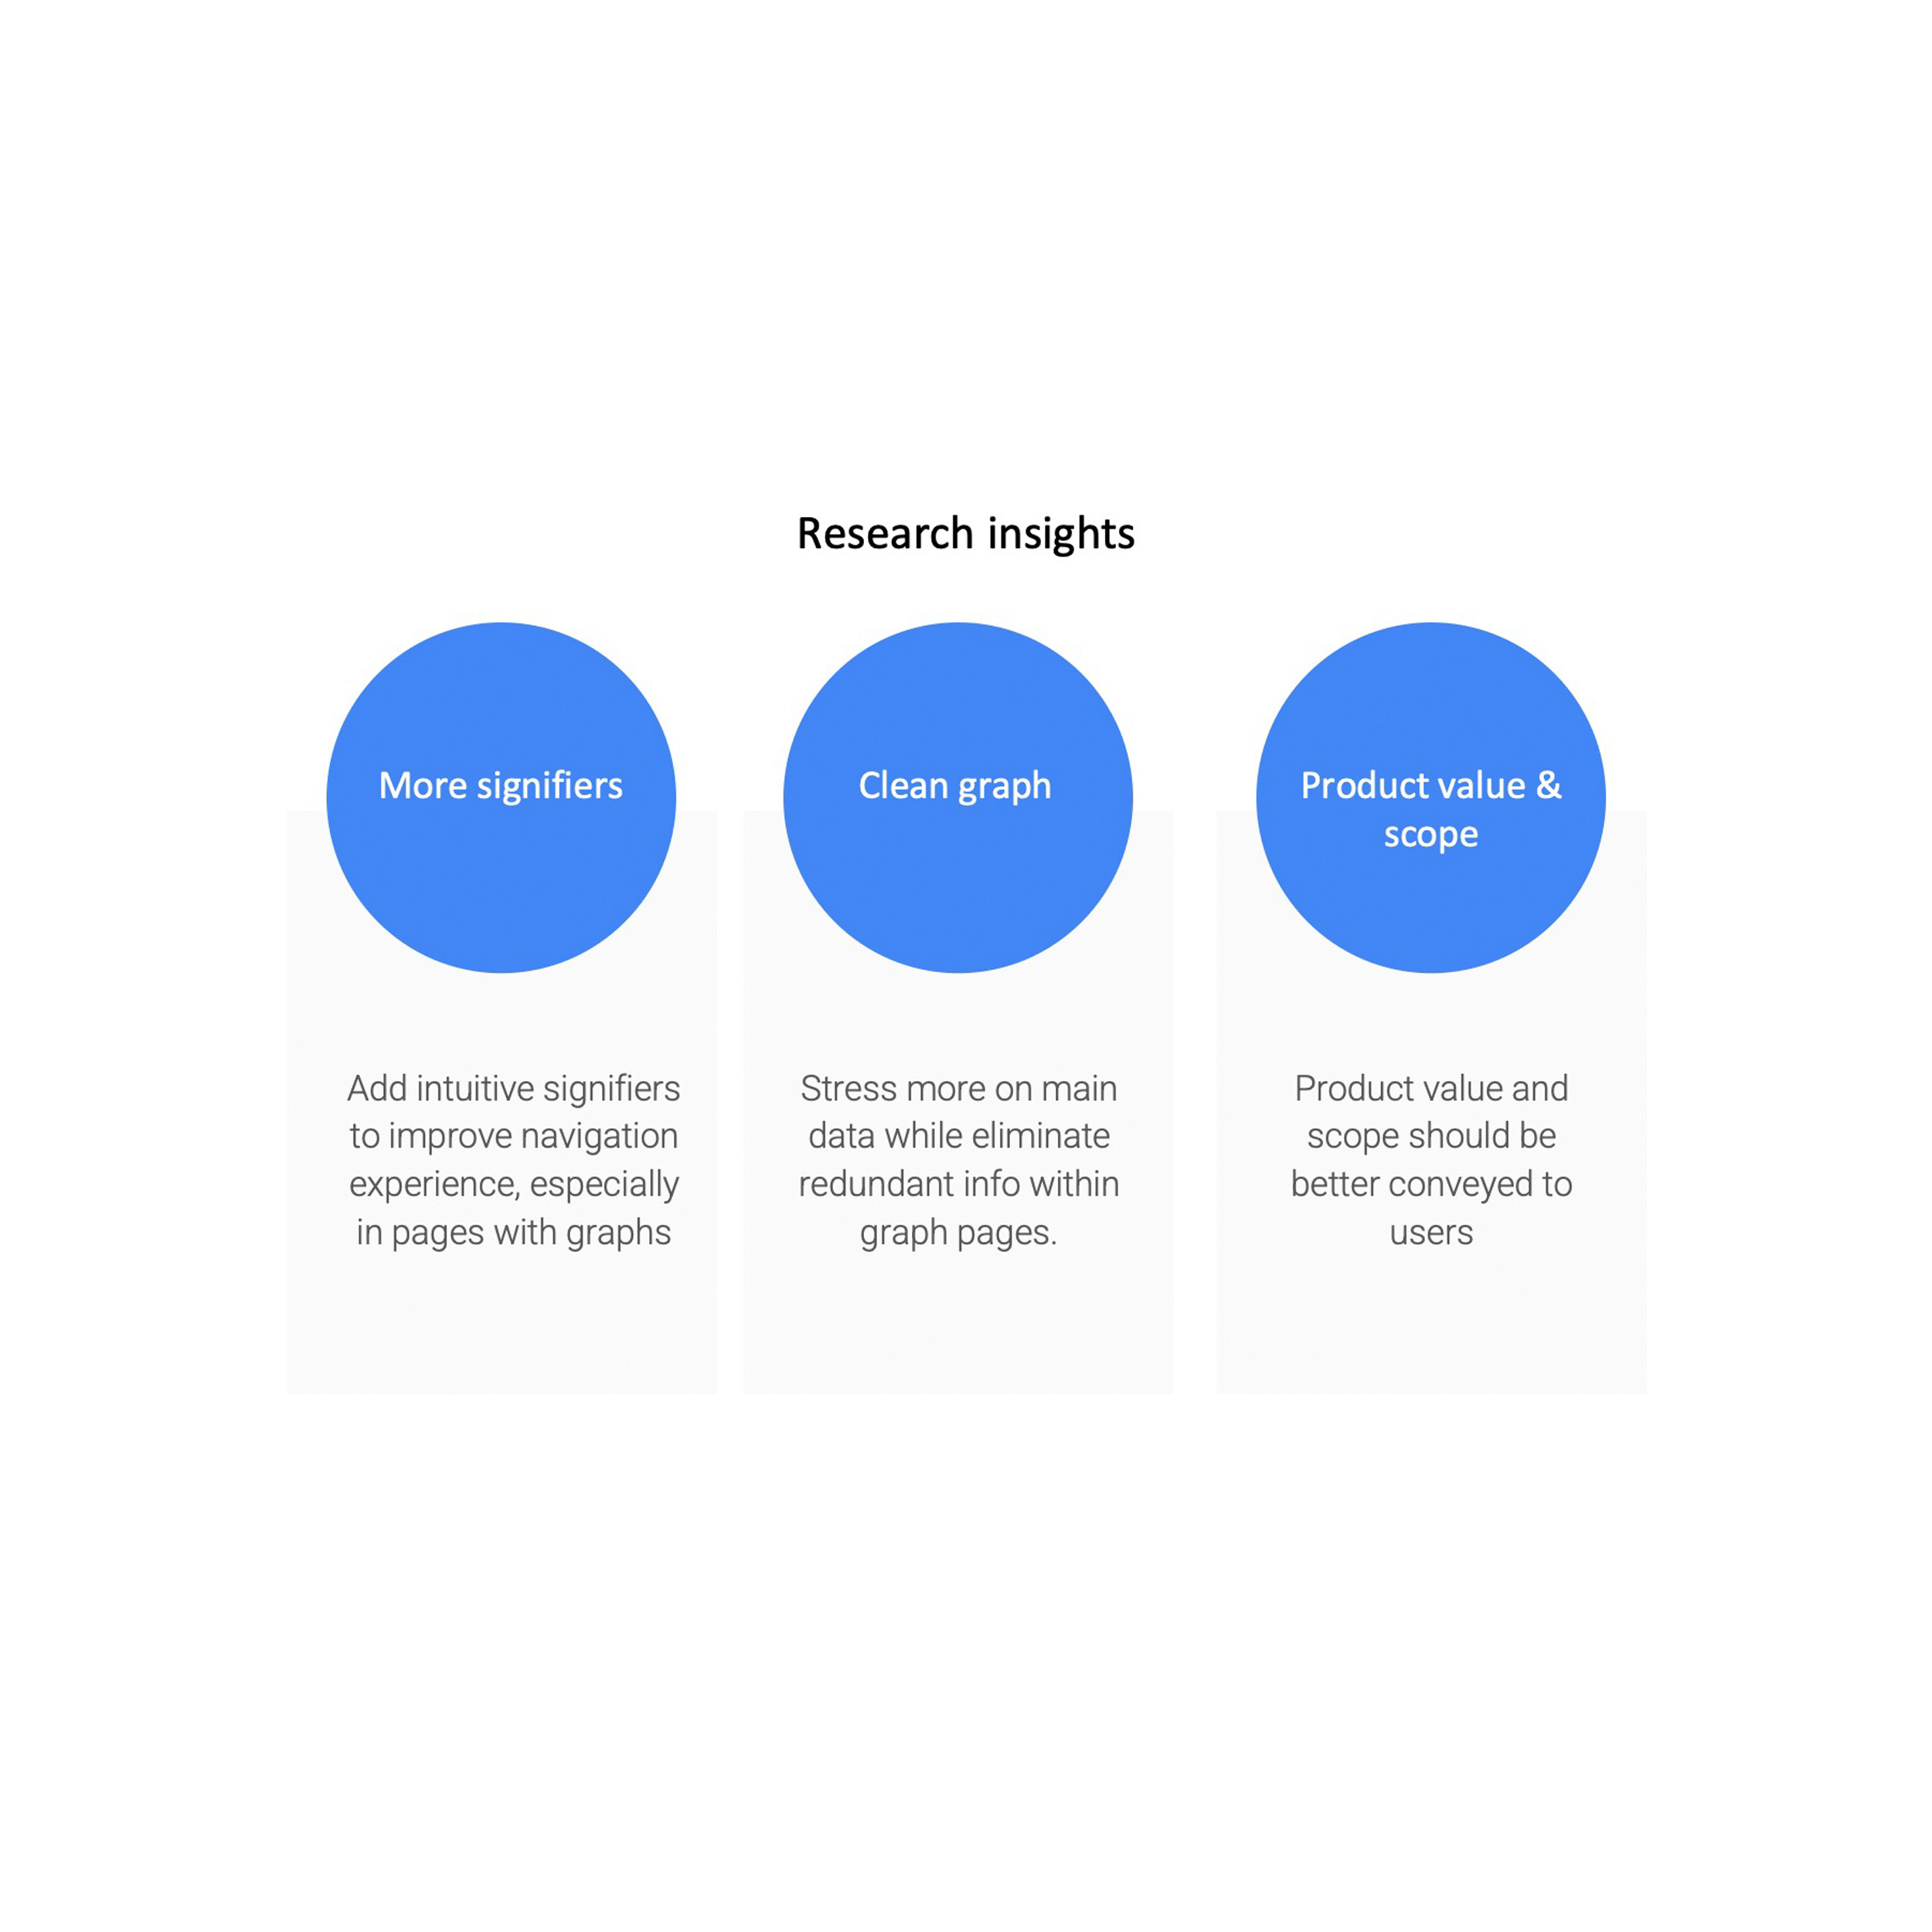 Research insights
More signifiers
Add intuitive signifiers
to improve navigation
experience, especially
in pages with graphs
Clean graph
Stress more on main
data while eliminate
redundant info within
graph pages.
Product value &
scope
Product value and
scope should be
better conveyed to
users